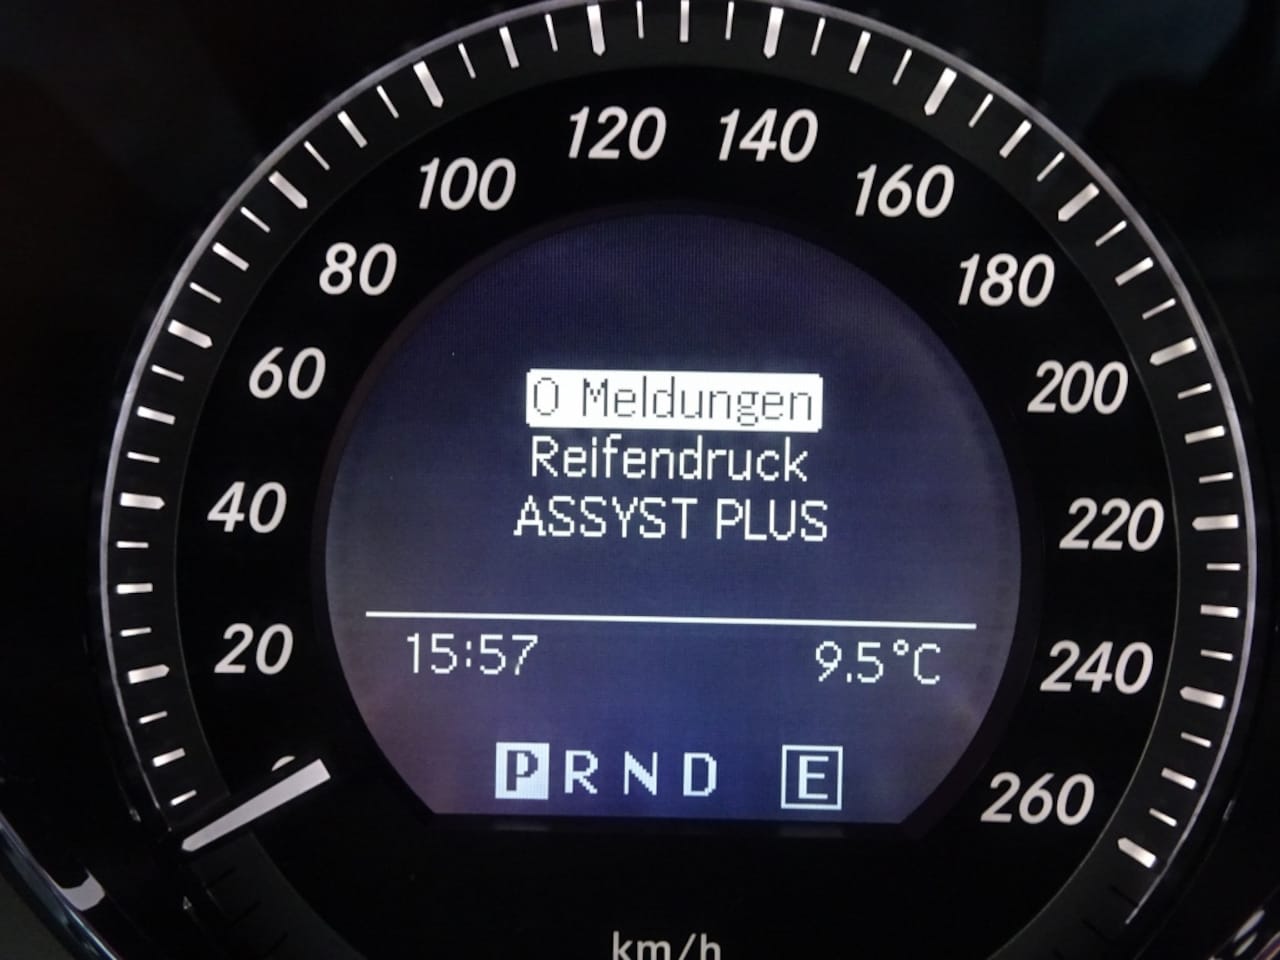 120 140
100 160
80 180
60 200
40 220
20 240
0 260
0 Meldungen
Reifendruck
ASSYST PLUS
15:57 9.5°C
P R N D E
km/h